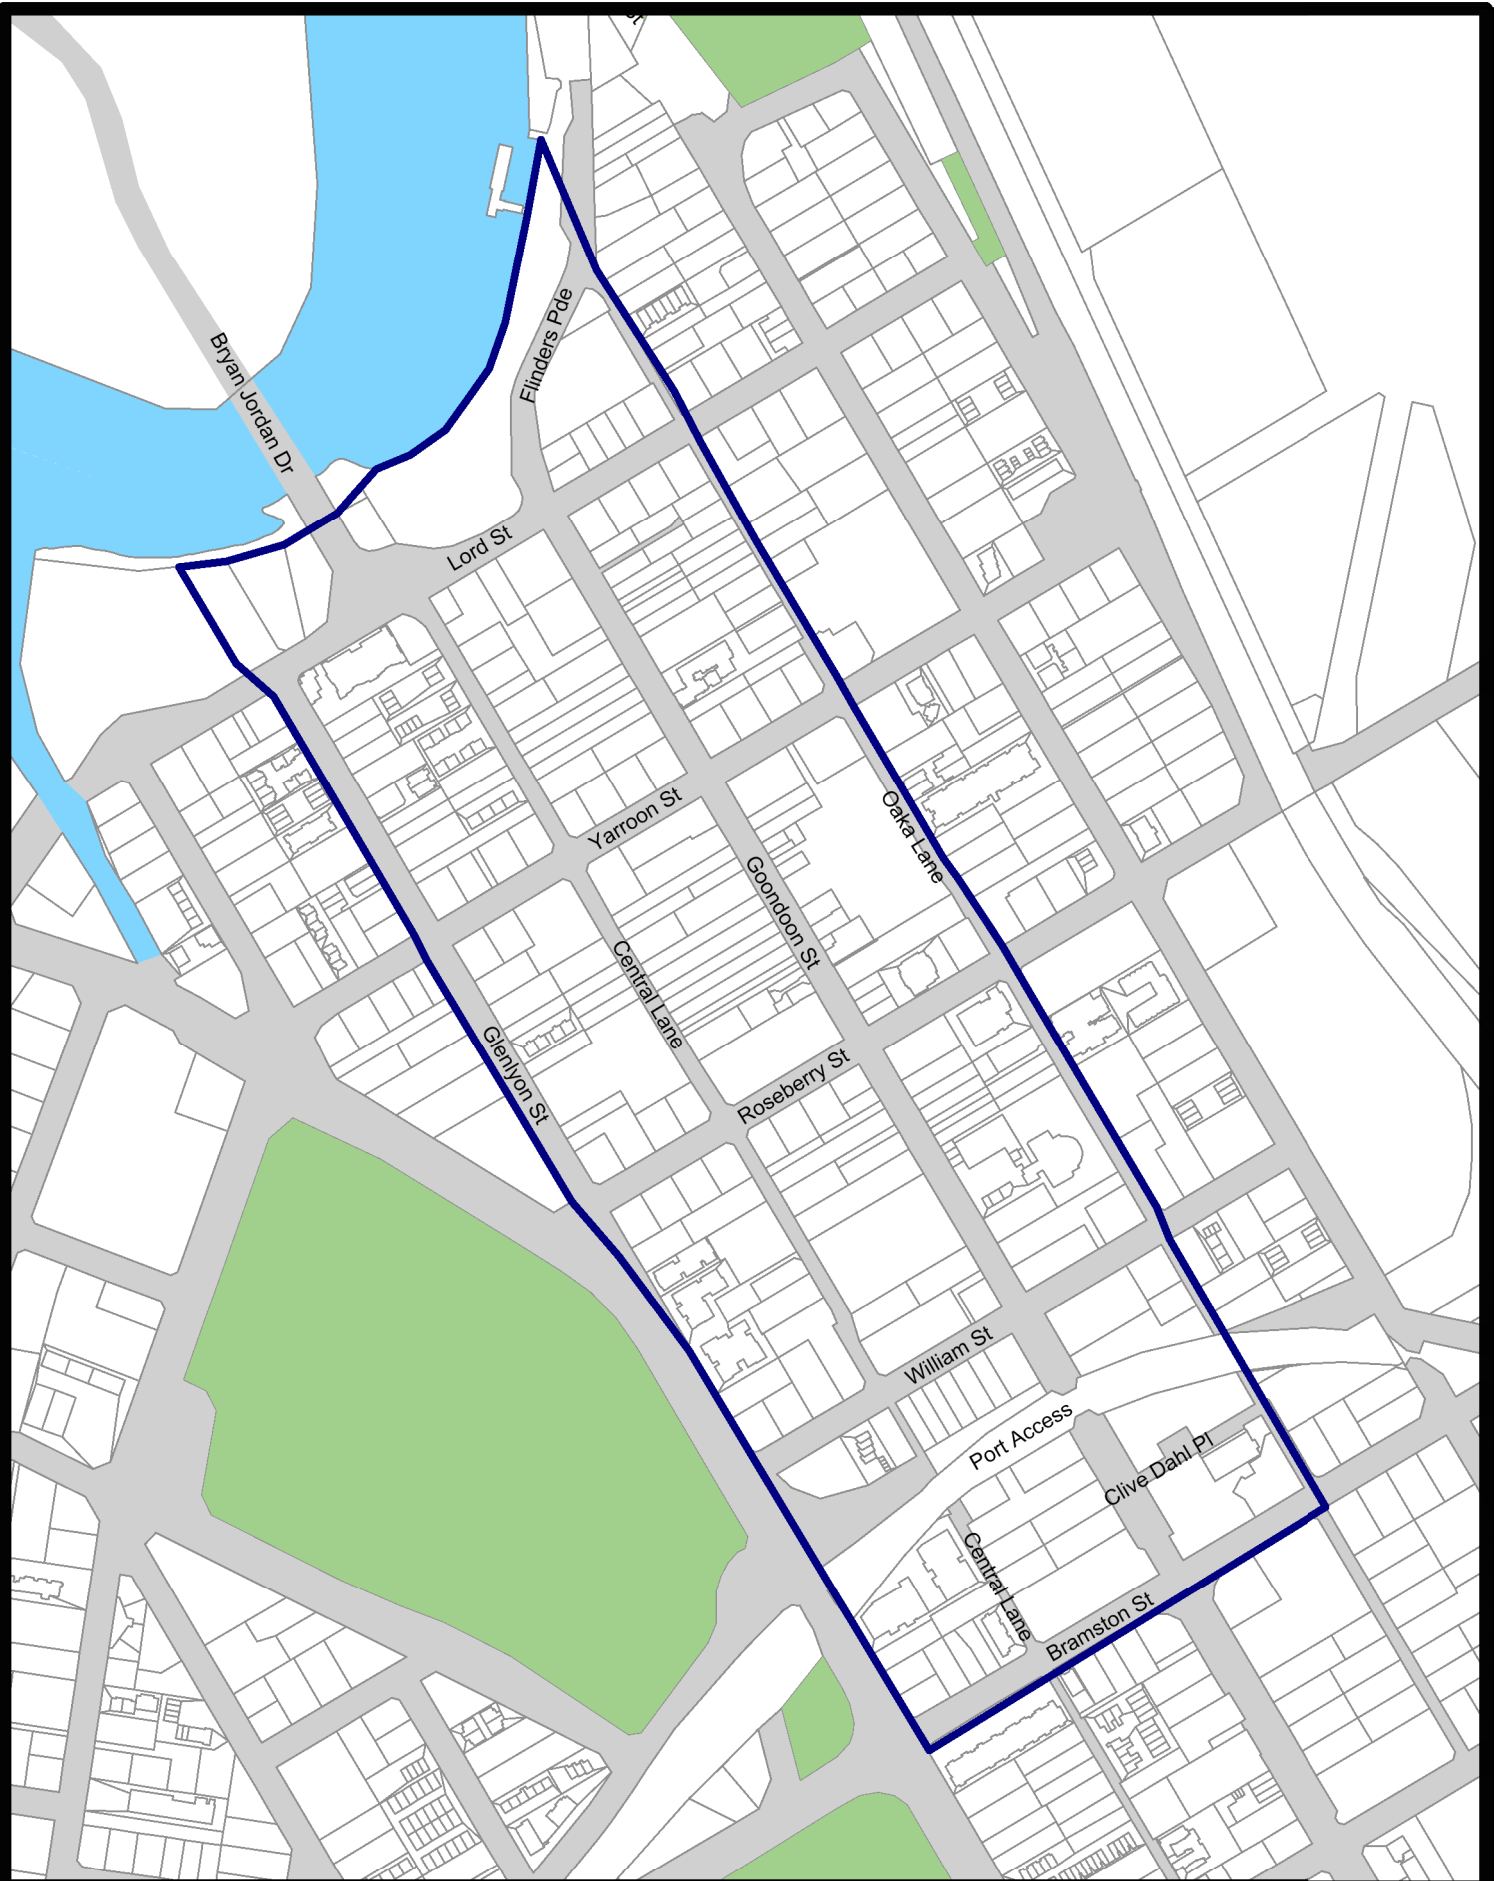 Bryan Jordan Dr
Flinders Pde
Lord St
Yarroon St
Oaka Lane
Goondoon St
Central Lane
Glenlyon St
Roseberry St
William St
Port Access
Clive Dahl Pl
Central Lane
Bramston St